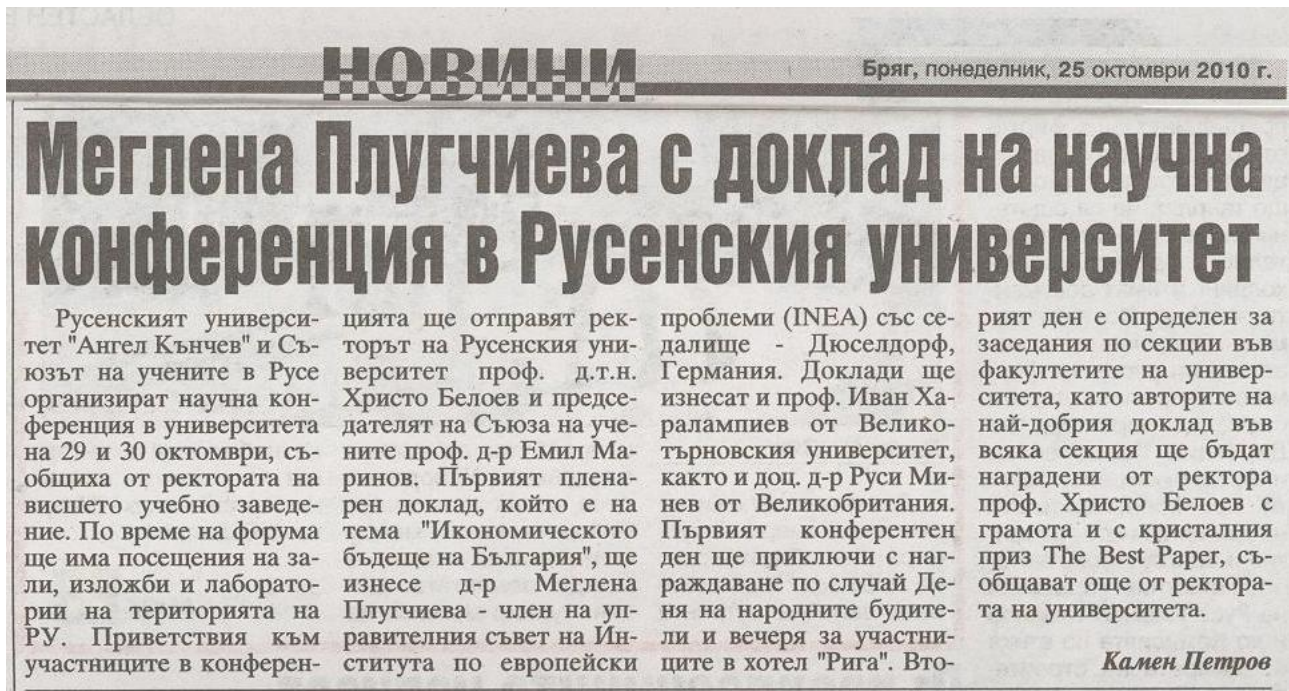 НОВИНИ
Бряг, понеделник, 25 октомври 2010 г.
Меглена Плугчиева с доклад на научна
конференция в Русенския университет
Русенският универси-
тет "Ангел Кънчев" и Съ-
юзът на учените в Русе
организират научна кон-
ференция в университета
на 29 и 30 октомври, съ-
общиха от ректората на
висшето учебно заведе-
ние. По време на форума
ще има посещения на за-
ли, изложби и лаборато-
рии на територията на
РУ. Приветствия към
участниците в конферен-
цията ще отправят рек-
торът на Русенския уни-
верситет проф. д.т.н.
Христо Белоев и предсе-
дателят на Съюза на уче-
ните проф. д-р Емил Ма-
ринов. Първият плена-
рен доклад, който е на
тема "Икономическото
бъдеще на България", ще
изнесе д-р Меглена
Плугчиева - член на уп-
равителния съвет на Ин-
ститута по европейски
проблеми (INEA) със се-
далище - Дюселдорф,
Германия. Доклади ще
изнесат и проф. Иван Ха-
ралампиев от Велико-
търновския университет,
както и доц. д-р Руси Ми-
нев от Великобритания.
Първият конферентен
ден ще приключи с наг-
раждаване по случай Де-
ня на народните будите-
ли и вечеря за участни-
ците в хотел "Рига". Вто-
рият ден е определен за
заседания по секции във
факултетите на универ-
ситета, като авторите на
най-добрия доклад във
всяка секция ще бъдат
наградени от ректора
проф. Христо Белоев с
грамота и с кристалния
приз The Best Paper, съ-
общават още от ректора-
та на университета.
Камен Петров